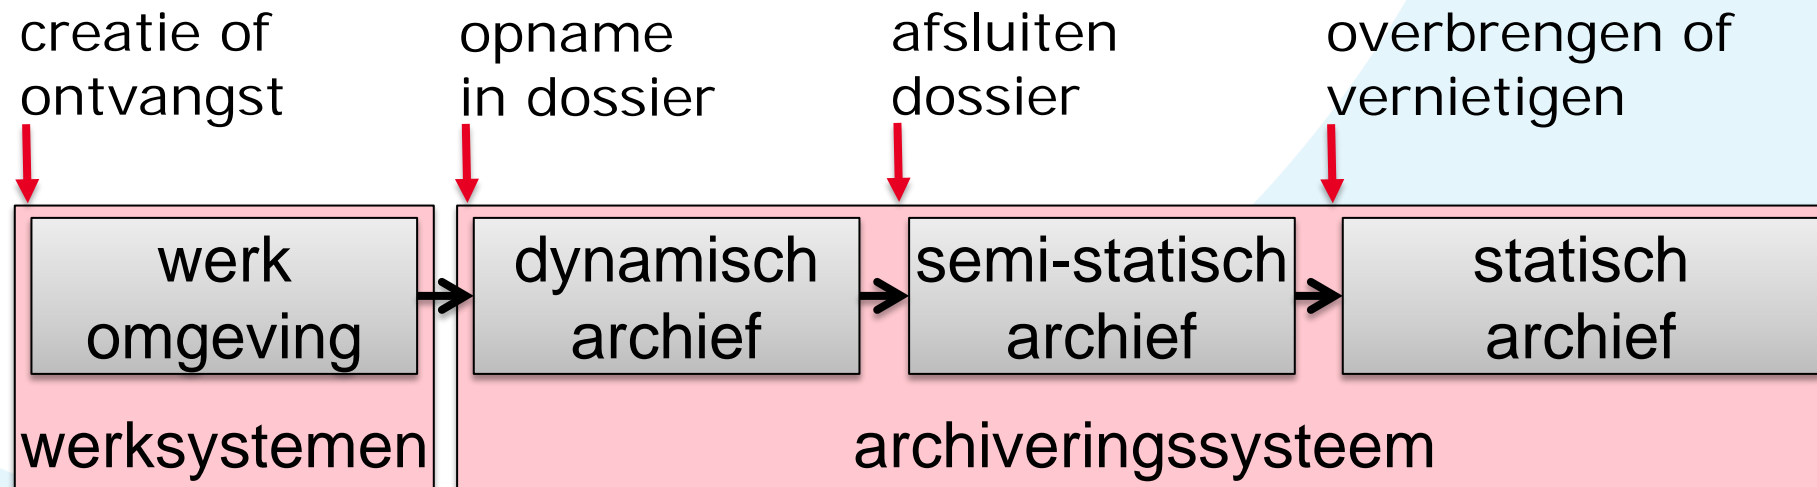 creatie of
ontvangst
opname
in dossier
afsluiten
dossier
overbrengen of
vernietigen
werk
omgeving
dynamisch
archief
semi-statisch
archief
statisch
archief
werksystemen
archiveringssysteem